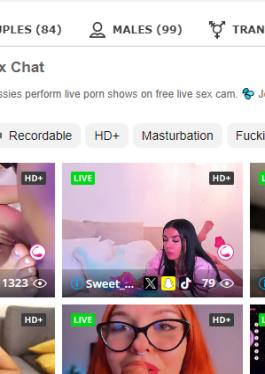 UPLES (84) MALES (99) TRAN
x Chat
ssies perform live porn shows on free live sex cam. J
Recordable HD+ Masturbation Fucki
HD+ LIVE HD+ L
1323 Sweet_... 79
HD+ LIVE HD+